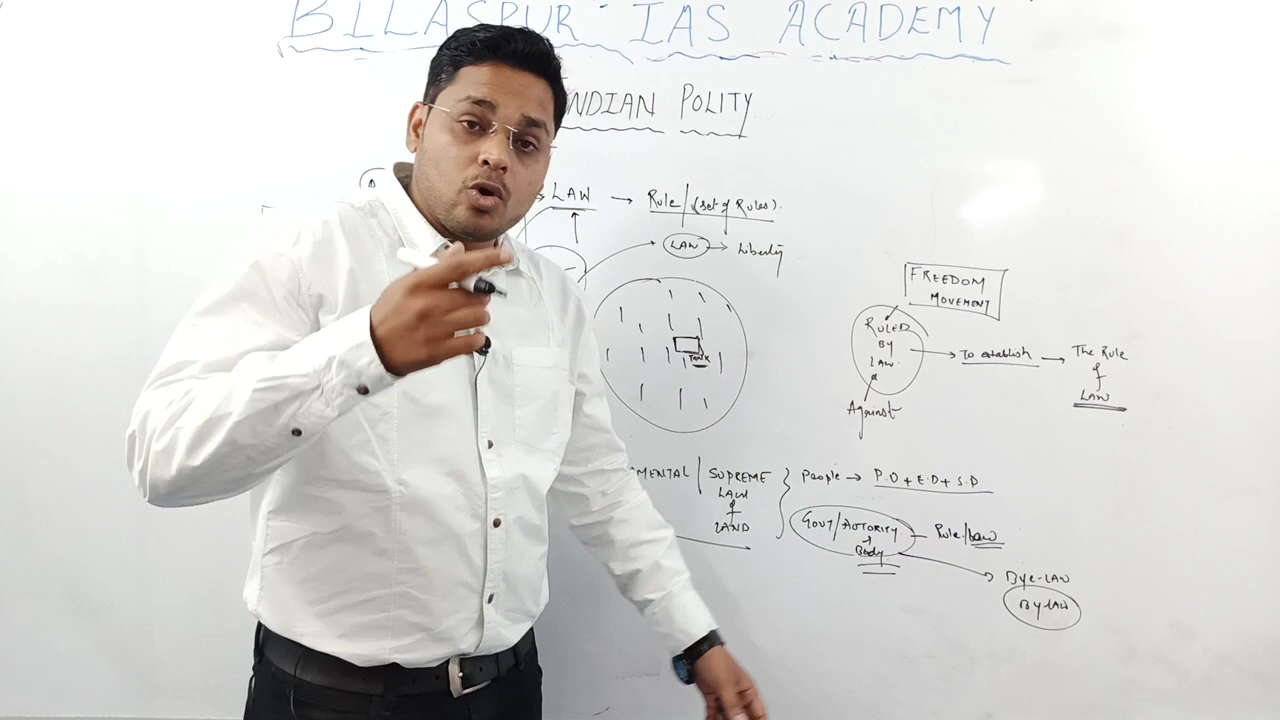 BILASPUR IAS ACADEMY
INDIAN POLITY
LAW → Rule/(set of Rules).
LAW → Liberty
TANK
FREEDOM
MOVEMENT
RULED
BY
LAW
Against
To establish
The Rule
of
LAW
MENTAL / SUPREME
LAW
of
LAND
People → P.D + E.D + S.D
GOVT/AUTORITY
Body
Rule/Law
Bye-LAW
By-LAW